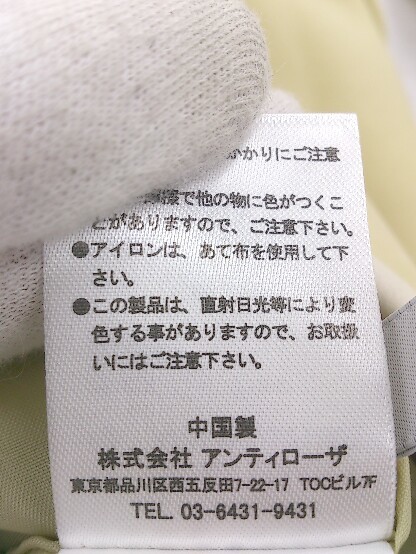 かかりにご注意
で他の物に色がつくこ
とがありますので、ご注意下さい。
●アイロンは、あて布を使用して下
さい。
●この製品は、直射日光等により変
色する事がありますので、お取扱
いにはご注意下さい。
中国製
株式会社 アンティローザ
東京都品川区西五反田7-22-17 TOCビル7F
TEL. 03-6431-9431